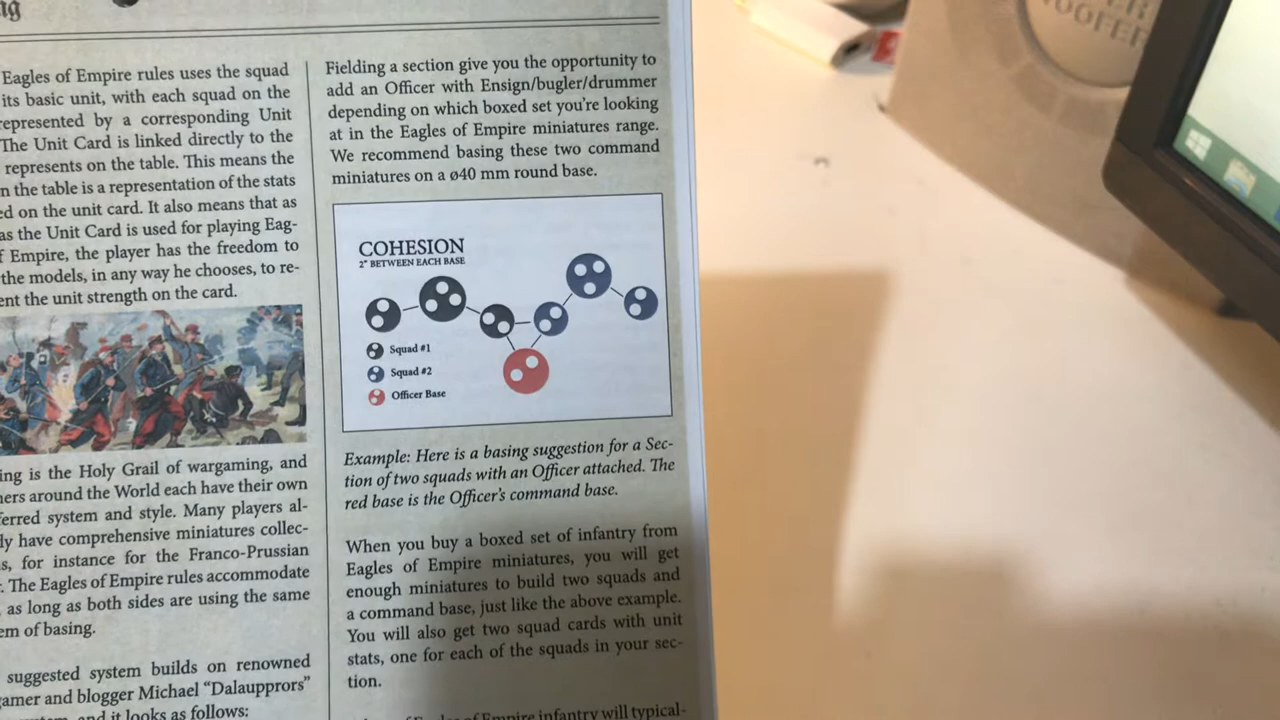 Eagles of Empire rules uses the squad
its basic unit, with each squad on the
represented by a corresponding Unit
The Unit Card is linked directly to the
represents on the table. This means the
n the table is a representation of the stats
ed on the unit card. It also means that as
as the Unit Card is used for playing Eag-
f Empire, the player has the freedom to
the models, in any way he chooses, to re-
ent the unit strength on the card.
ing is the Holy Grail of wargaming, and
ners around the World each have their own
ferred system and style. Many players al-
dy have comprehensive miniatures collec-
s, for instance for the Franco-Prussian
. The Eagles of Empire rules accommodate
, as long as both sides are using the same
em of basing.
suggested system builds on renowned
gamer and blogger Michael “Dalaupprors”
and it looks as follows:
Fielding a section give you the opportunity to
add an Officer with Ensign/bugler/drummer
depending on which boxed set you’re looking
at in the Eagles of Empire miniatures range.
We recommend basing these two command
miniatures on a ø40 mm round base.
COHESION
2" BETWEEN EACH BASE
Squad #1
Squad #2
Officer Base
Example: Here is a basing suggestion for a Sec-
tion of two squads with an Officer attached. The
red base is the Officer’s command base.
When you buy a boxed set of infantry from
Eagles of Empire miniatures, you will get
enough miniatures to build two squads and
a command base, just like the above example.
You will also get two squad cards with unit
stats, one for each of the squads in your sec-
tion.
of Empire infantry will typical-